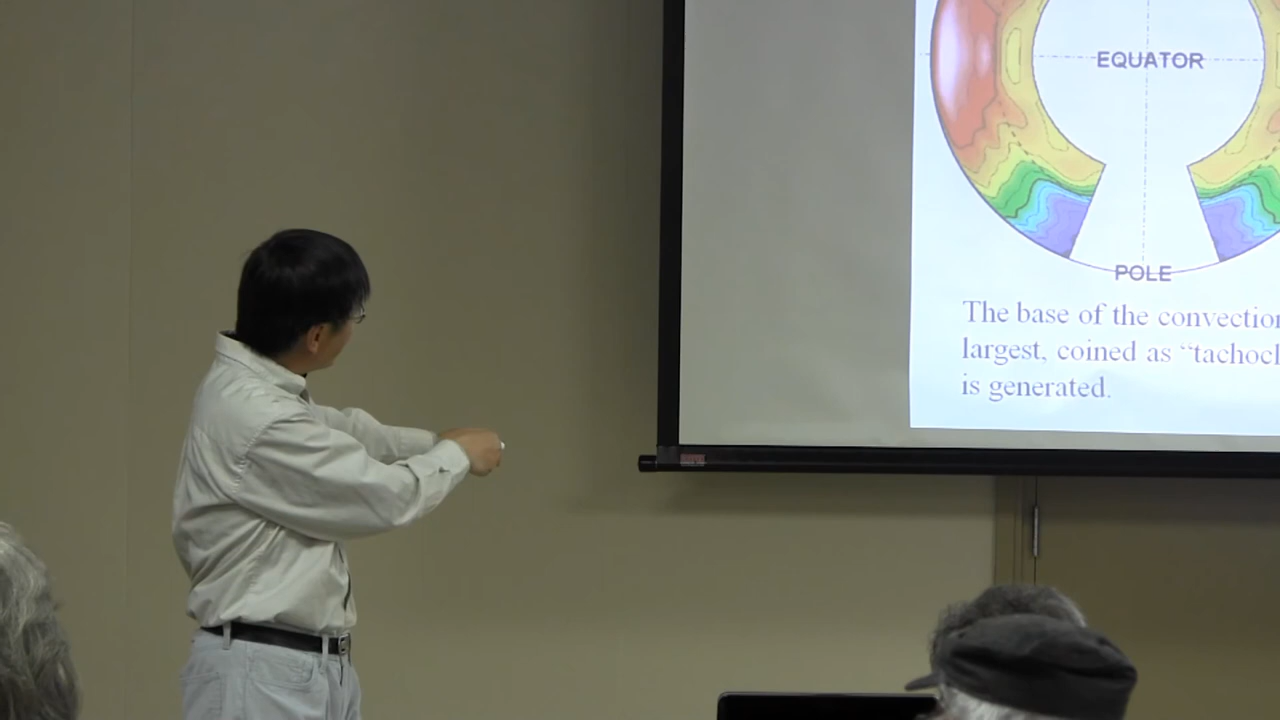 EQUATOR
POLE
The base of the convection
largest, coined as “tachocl
is generated.